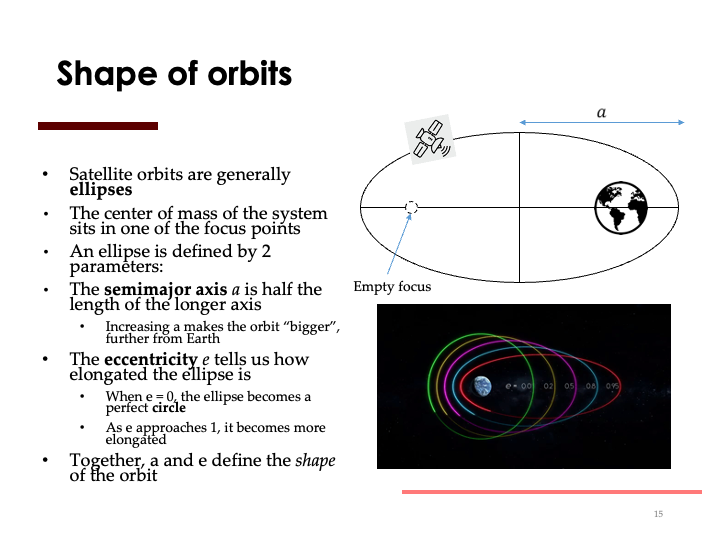 Shape of orbits
• Satellite orbits are generally
ellipses
• The center of mass of the system
sits in one of the focus points
• An ellipse is defined by 2
parameters:
• The semimajor axis a is half the
length of the longer axis
• Increasing a makes the orbit “bigger”,
further from Earth
• The eccentricity e tells us how
elongated the ellipse is
• When e = 0, the ellipse becomes a
perfect circle
• As e approaches 1, it becomes more
elongated
• Together, a and e define the shape
of the orbit
a
Empty focus
e = 0.0 0.2 0.5 0.8 0.95
15